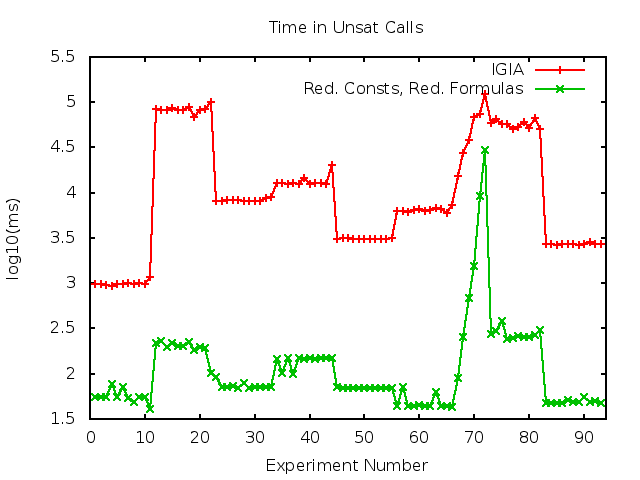 Time in Unsat Calls
IGIA
Red. Consts, Red. Formulas
log10(ms)
5.5
5
4.5
4
3.5
3
2.5
2
1.5
0 10 20 30 40 50 60 70 80 90
Experiment Number